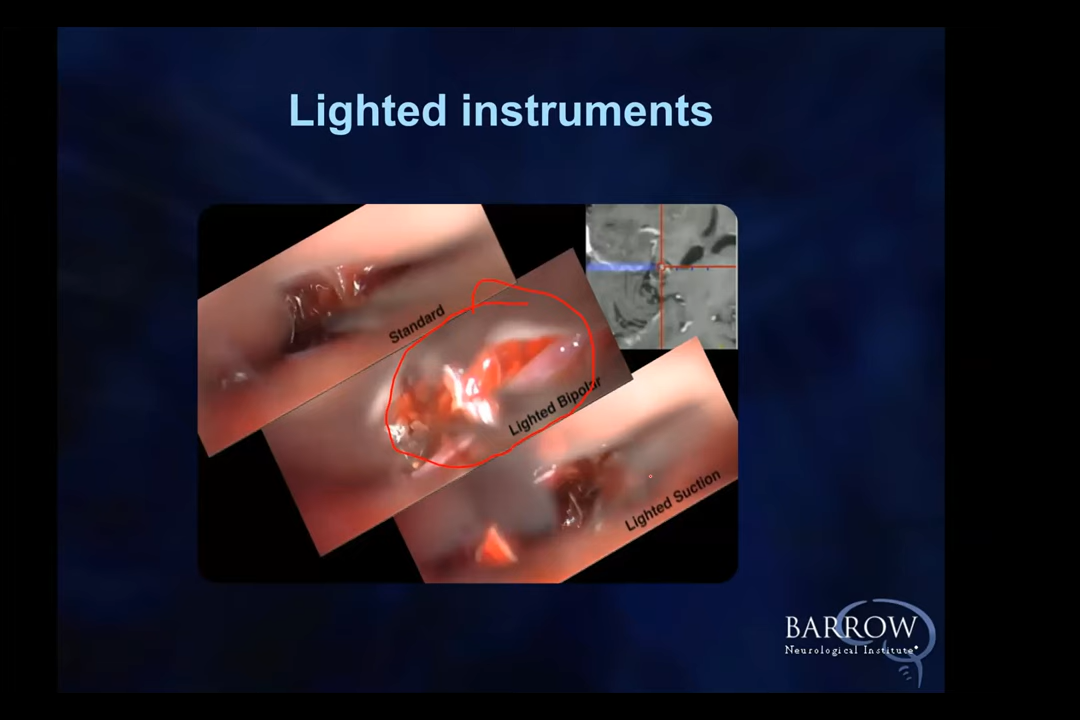 Lighted instruments
Standard
Lighted Bipolar
Lighted Suction
BARROW
Neurological Institute®